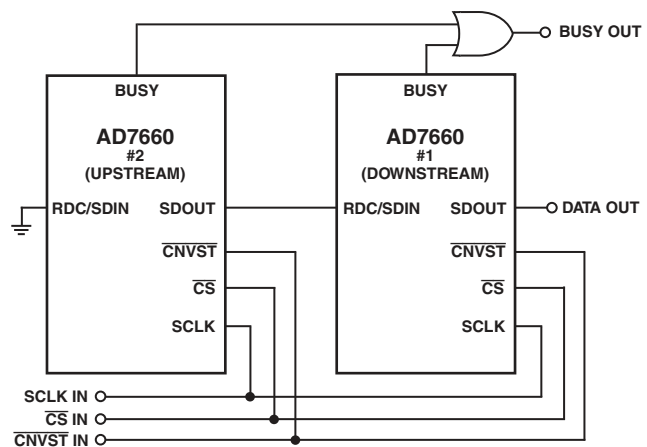 BUSY OUT
BUSY
AD7660
#2
(UPSTREAM)
RDC/SDIN
SDOUT
CNVST
CS
SCLK
BUSY
AD7660
#1
(DOWNSTREAM)
RDC/SDIN
SDOUT
CNVST
CS
SCLK
DATA OUT
SCLK IN
CS IN
CNVST IN